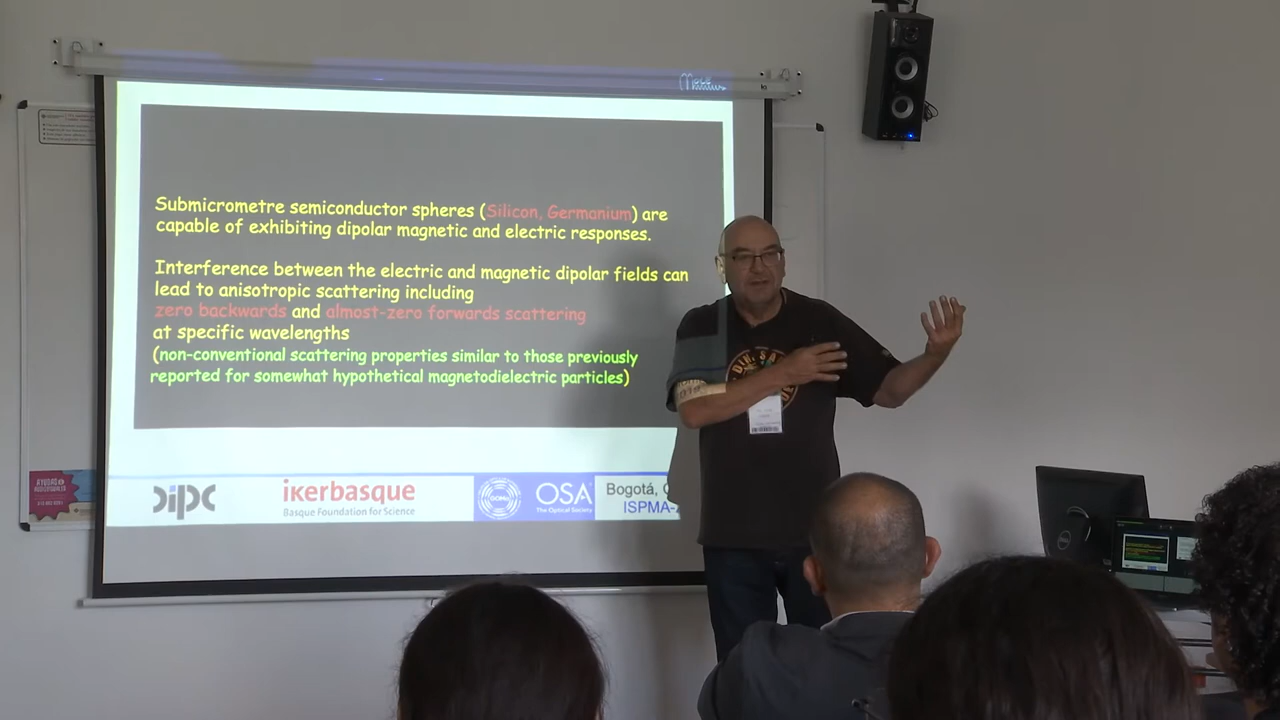 Submicrometre semiconductor spheres (Silicon, Germanium) are
capable of exhibiting dipolar magnetic and electric responses.
Interference between the electric and magnetic dipolar fields can
lead to anisotropic scattering including
zero backwards and almost-zero forwards scattering
at specific wavelengths
(non-conventional scattering properties similar to those previously
reported for somewhat hypothetical magnetodielectric particles)
dipc
ikerbasque
Basque Foundation for Science
OSA
The Optical Society
Bogotá,
ISPMA-